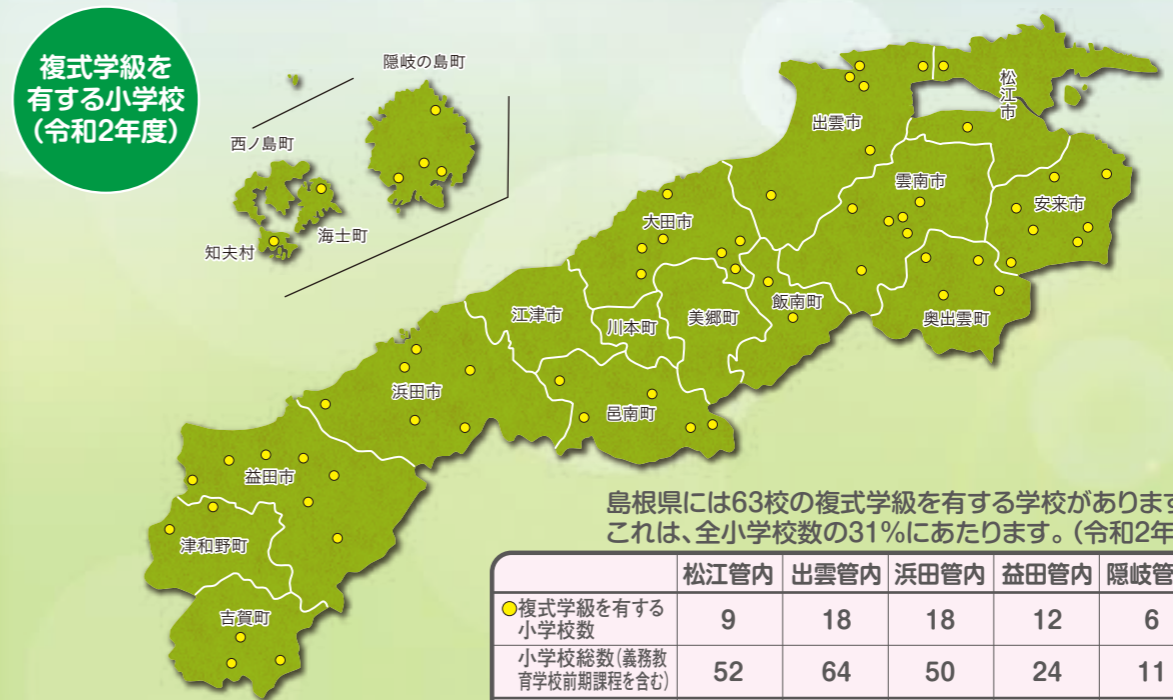 複式学級を
有する小学校
(令和2年度)
隠岐の島町
西ノ島町
海士町
知夫村
松江市
出雲市
雲南市
安来市
大田市
飯南町
奥出雲町
江津市
川本町
美郷町
浜田市
邑南町
益田市
津和野町
吉賀町
島根県には63校の複式学級を有する学校があります
これは、全小学校数の31%にあたります。(令和2年
松江管内 出雲管内 浜田管内 益田管内 隠岐管
複式学級を有する
小学校数 9 18 18 12 6
小学校総数(義務教
育学校前期課程を含む) 52 64 50 24 11